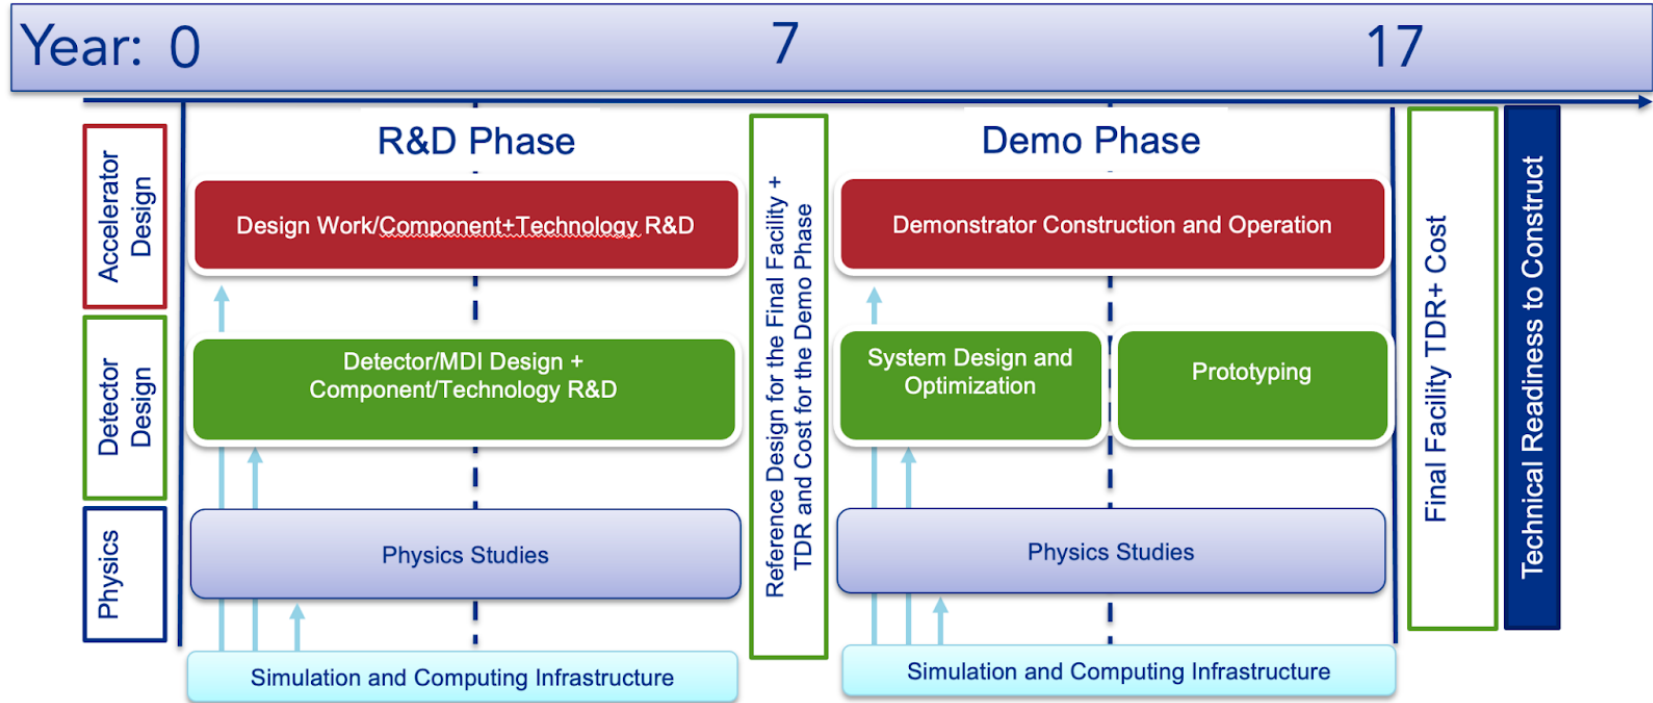 Year: 0
7
17
R&D Phase
Demo Phase
Accelerator
Design
Design Work/Component+Technology R&D
Demonstrator Construction and Operation
Detector
Design
Detector/MDI Design +
Component/Technology R&D
System Design and
Optimization
Prototyping
Physics
Physics Studies
Physics Studies
Simulation and Computing Infrastructure
Simulation and Computing Infrastructure
Reference Design for the Final Facility +
TDR and Cost for the Demo Phase
Final Facility TDR+ Cost
Technical Readiness to Construct